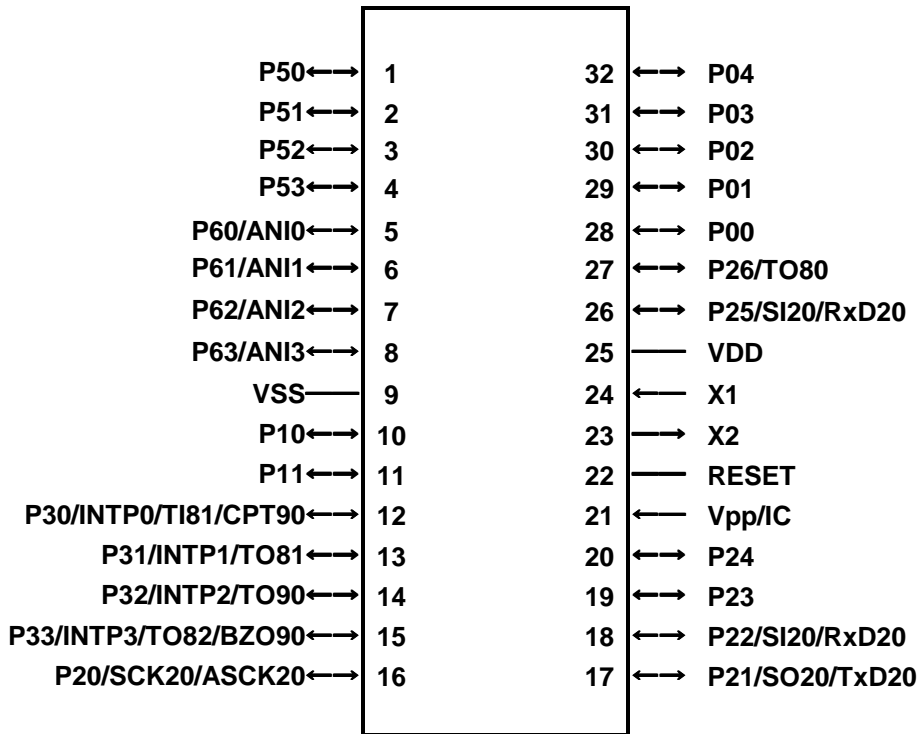 P50 1 32 P04
P51 2 31 P03
P52 3 30 P02
P53 4 29 P01
P60/ANI0 5 28 P00
P61/ANI1 6 27 P26/TO80
P62/ANI2 7 26 P25/SI20/RxD20
P63/ANI3 8 25 VDD
VSS 9 24 X1
P10 10 23 X2
P11 11 22 RESET
P30/INTP0/TI81/CPT90 12 21 Vpp/IC
P31/INTP1/TO81 13 20 P24
P32/INTP2/TO90 14 19 P23
P33/INTP3/TO82/BZO90 15 18 P22/SI20/RxD20
P20/SCK20/ASCK20 16 17 P21/SO20/TxD20